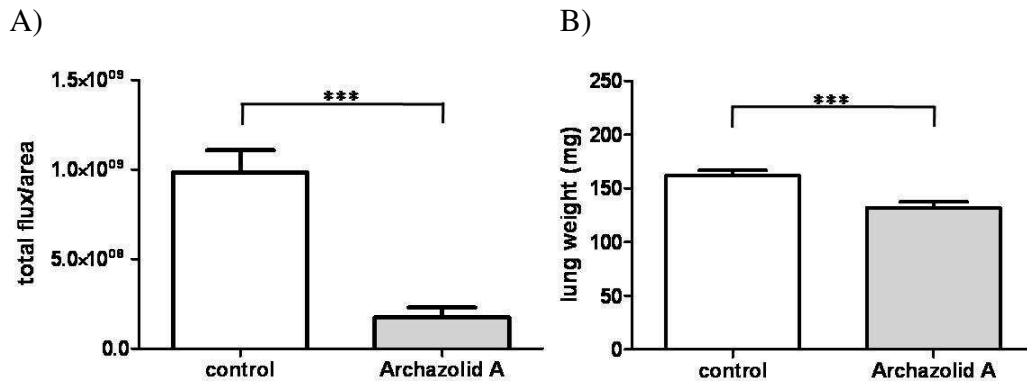 A)
total flux/area
1.5×10⁰⁹
1.0×10⁰⁹
5.0×10⁰⁸
0.0
***
control
Archazolid A
B)
lung weight (mg)
250
200
150
100
50
0
***
control
Archazolid A